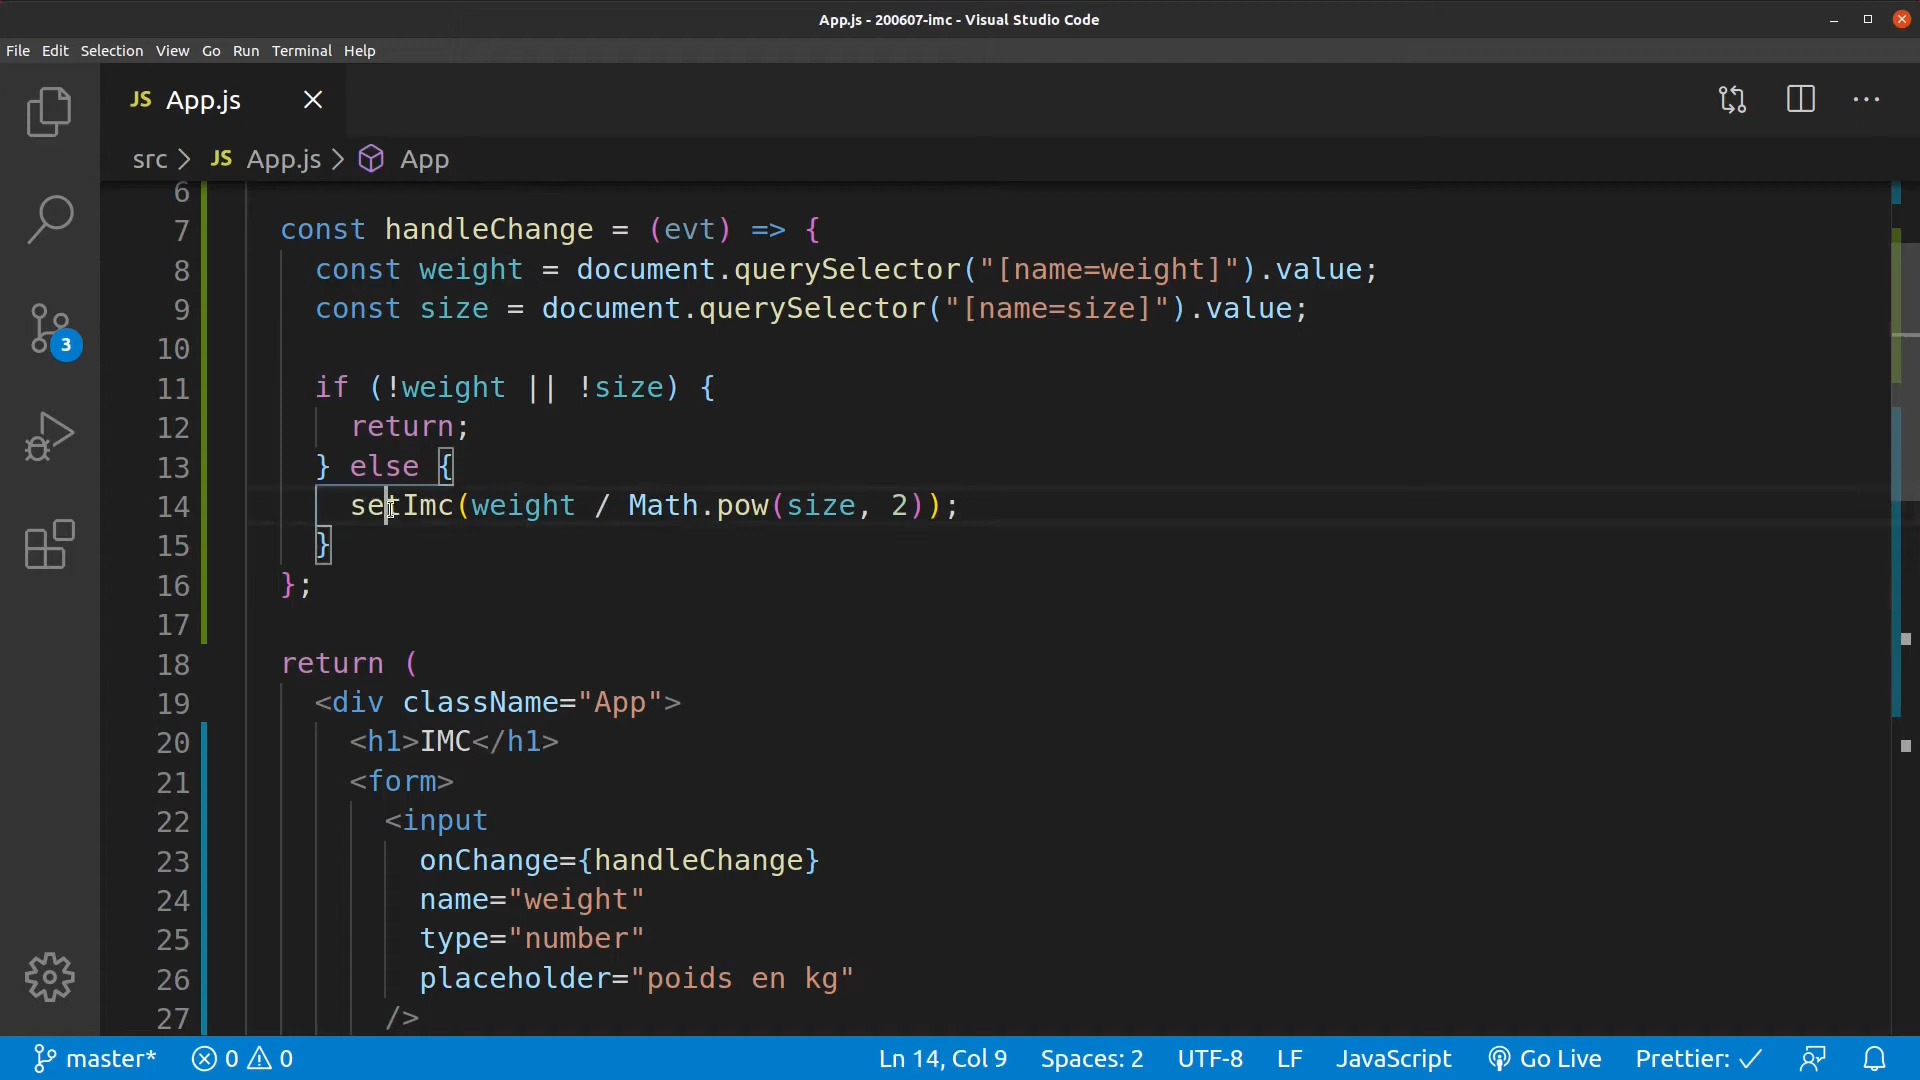 App.js - 200607-imc - Visual Studio Code
File Edit Selection View Go Run Terminal Help
JS App.js
src > JS App.js > App
6
7 const handleChange = (evt) => {
8 const weight = document.querySelector("[name=weight]").value;
9 const size = document.querySelector("[name=size]").value;
10
11 if (!weight || !size) {
12 return;
13 } else {
14 setImc(weight / Math.pow(size, 2));
15 }
16 };
17
18 return (
19 <div className="App">
20 <h1>IMC</h1>
21 <form>
22 <input
23 onChange={handleChange}
24 name="weight"
25 type="number"
26 placeholder="poids en kg"
27 />
3
master* 0 0 Ln 14, Col 9 Spaces: 2 UTF-8 LF JavaScript Go Live Prettier: ✓